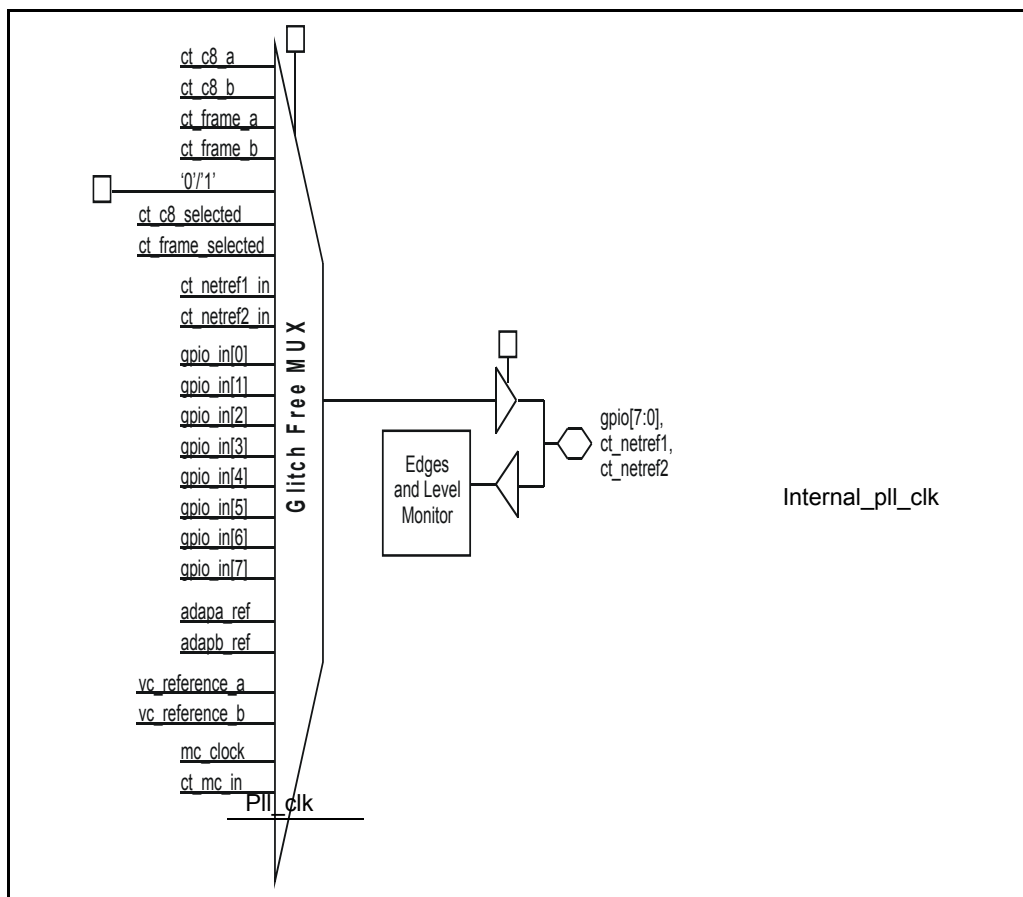 ct_c8_a
ct_c8_b
ct_frame_a
ct_frame_b
‘0’/’1’
ct_c8_selected
ct_frame_selected
ct_netref1_in
ct_netref2_in
gpio_in[0]
gpio_in[1]
gpio_in[2]
gpio_in[3]
gpio_in[4]
gpio_in[5]
gpio_in[6]
gpio_in[7]
adapa_ref
adapb_ref
vc_reference_a
vc_reference_b
mc_clock
ct_mc_in
Pll_clk
Glitch Free MUX
Edges
and Level
Monitor
gpio[7:0],
ct_netref1,
ct_netref2
Internal_pll_clk